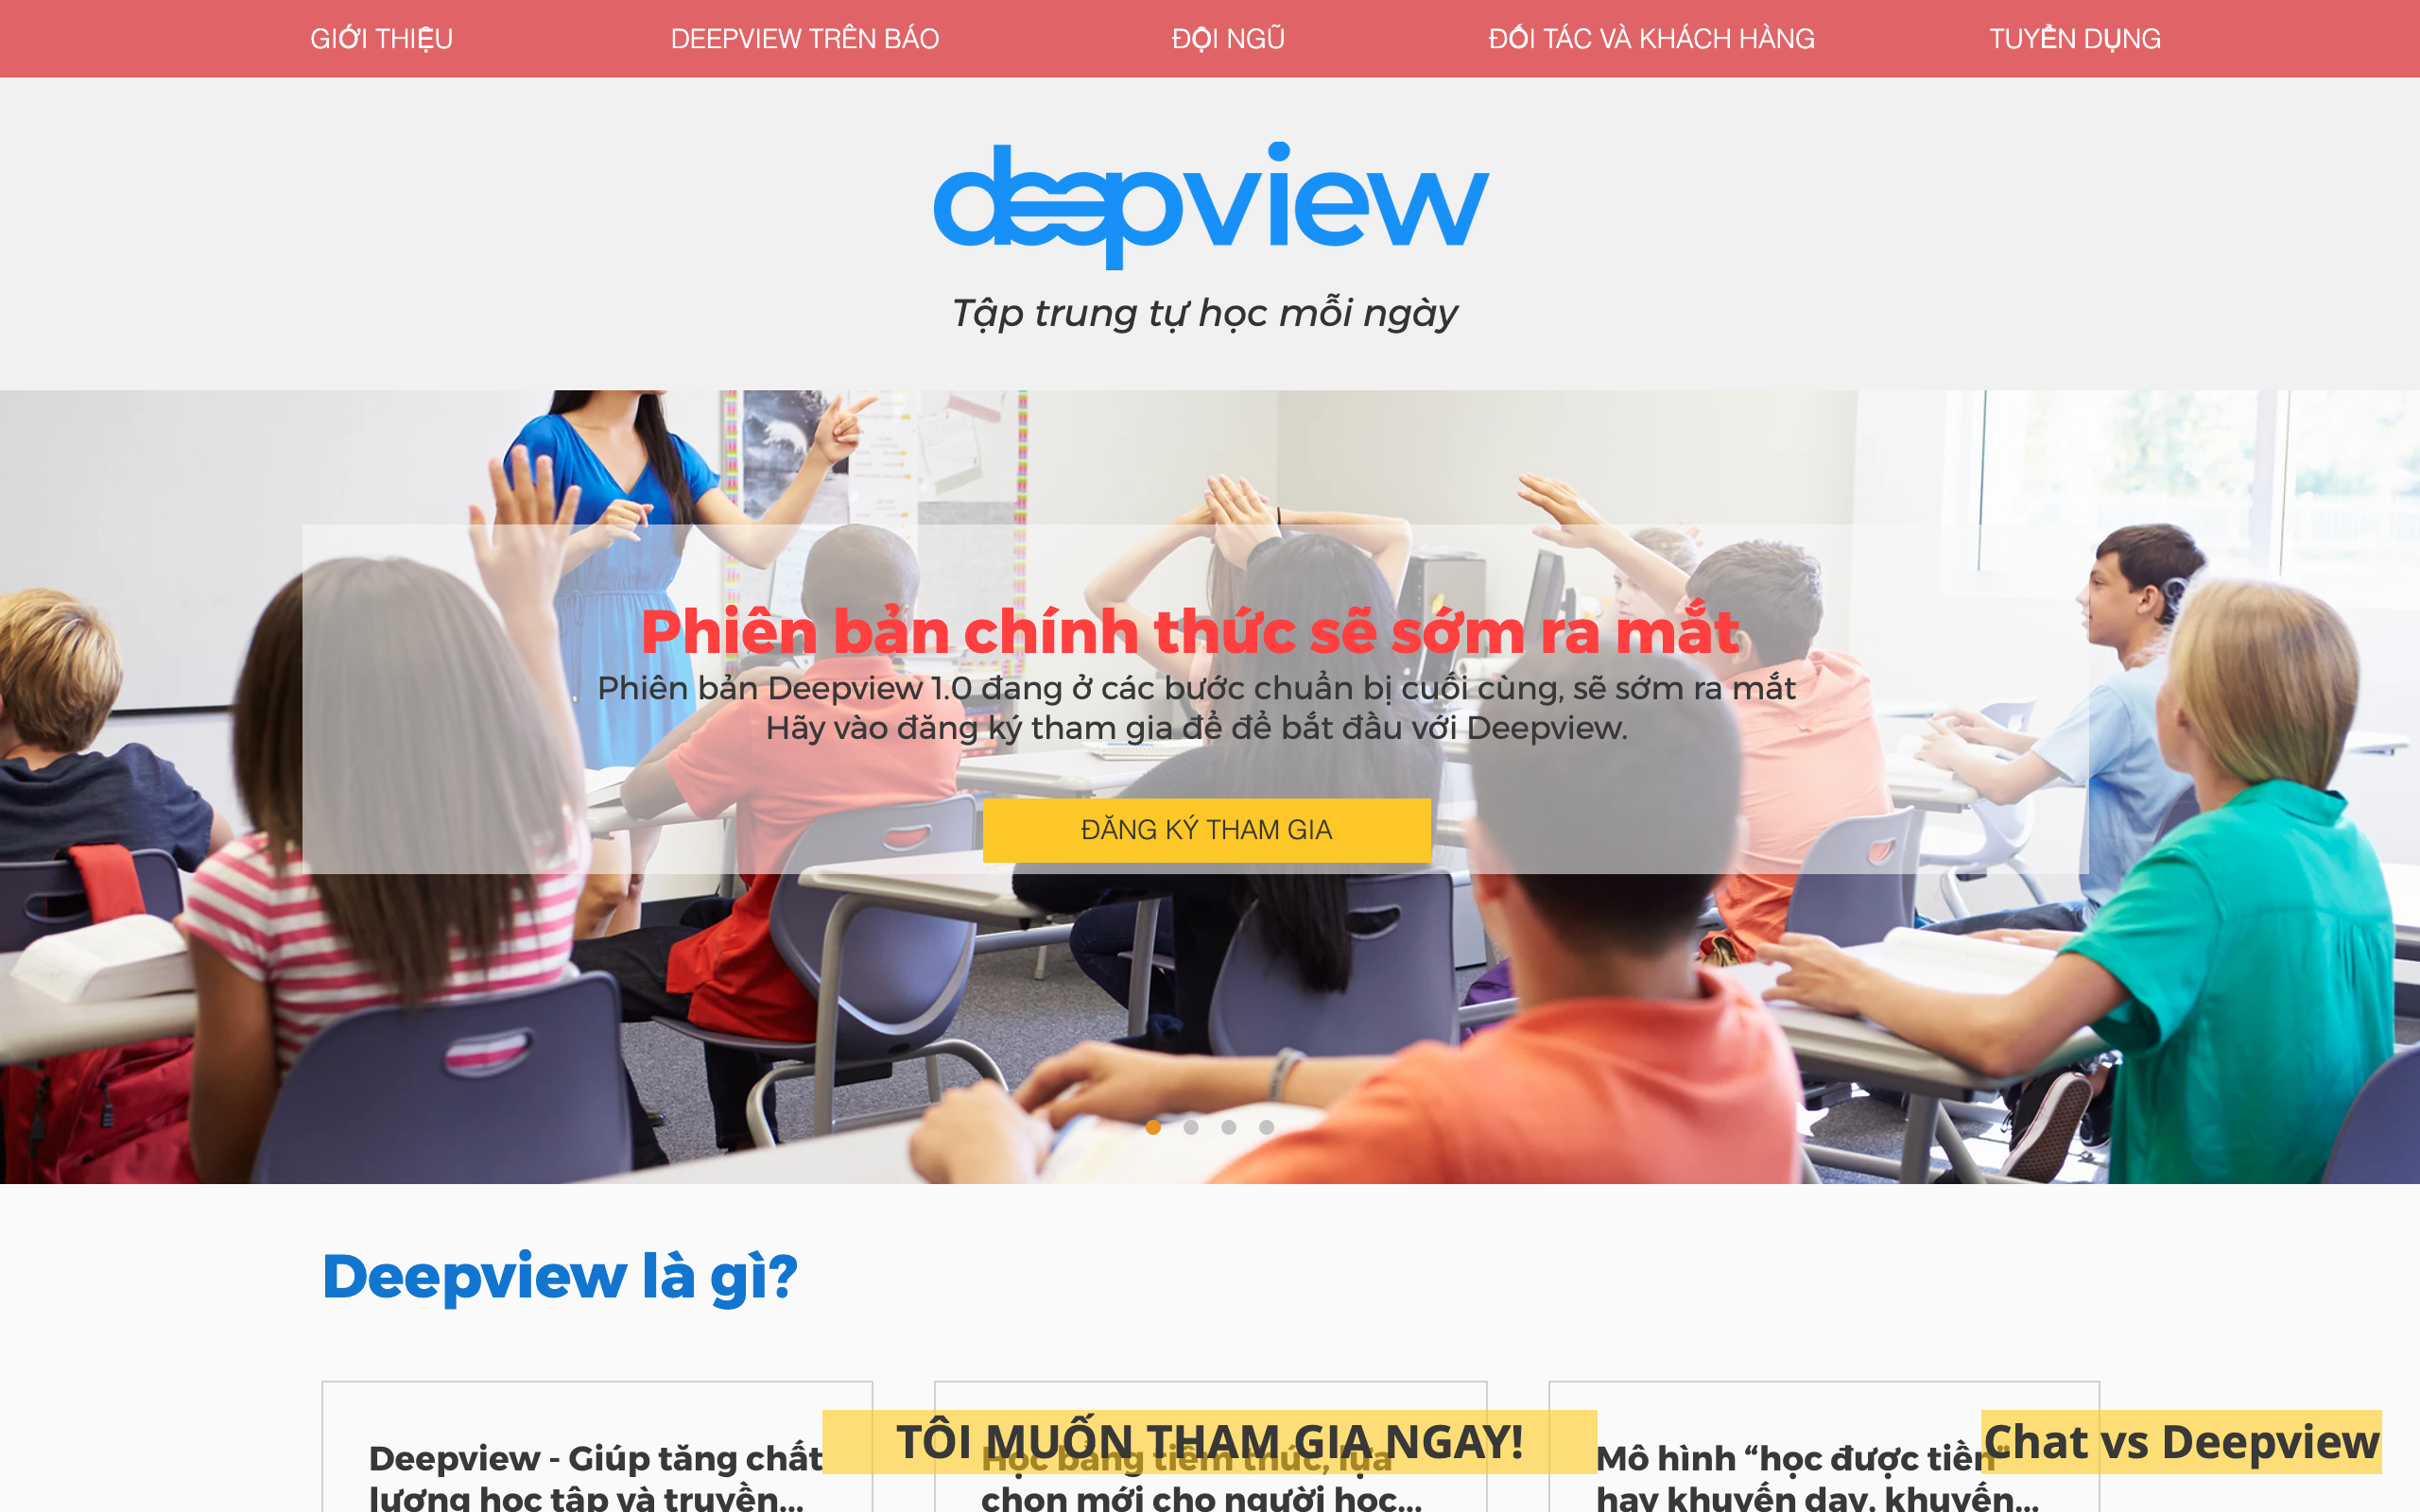 GIỚI THIỆU
DEEPVIEW TRÊN BÁO
ĐỘI NGŨ
ĐỐI TÁC VÀ KHÁCH HÀNG
TUYỂN DỤNG
deepview
Tập trung tự học mỗi ngày
Phiên bản chính thức sẽ sớm ra mắt
Phiên bản Deepview 1.0 đang ở các bước chuẩn bị cuối cùng, sẽ sớm ra mắt
Hãy vào đăng ký tham gia để để bắt đầu với Deepview.
ĐĂNG KÝ THAM GIA
Deepview là gì?
Deepview - Giúp tăng chất
lượng học tập và truyền...
Học bằng tiềm thức, lựa
chọn mới cho người học...
Mô hình “học được tiền”
hay khuyến dạy, khuyến...
TÔI MUỐN THAM GIA NGAY!
Chat vs Deepview